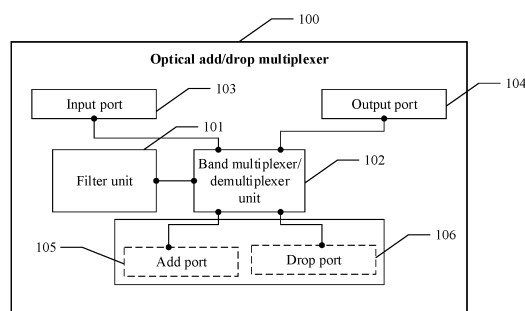 100
Optical add/drop multiplexer
103
104
Input port
Output port
101
102
Filter unit
Band multiplexer/
demultiplexer
unit
105
106
Add port
Drop port